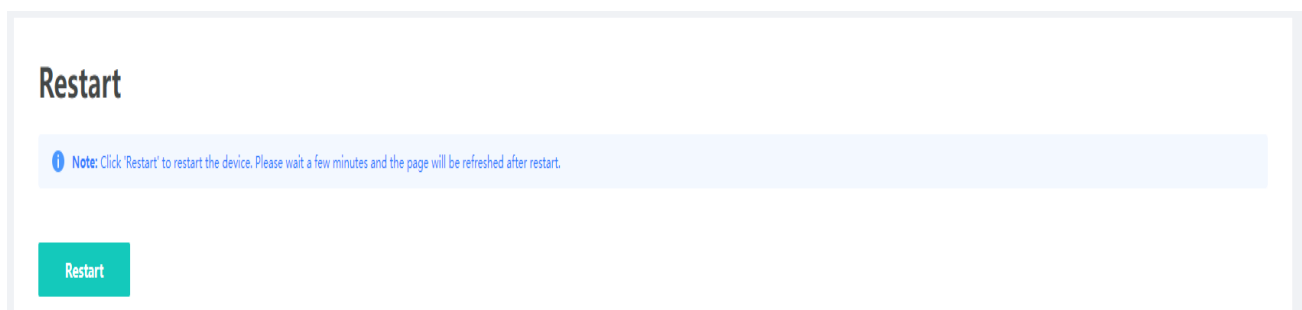 Restart
Note: Click 'Restart' to restart the device. Please wait a few minutes and the page will be refreshed after restart.
Restart